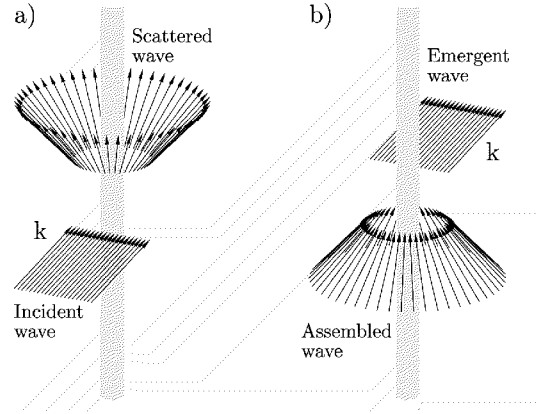 a)
Scattered
wave
k
Incident
wave
b)
Emergent
wave
k
Assembled
wave